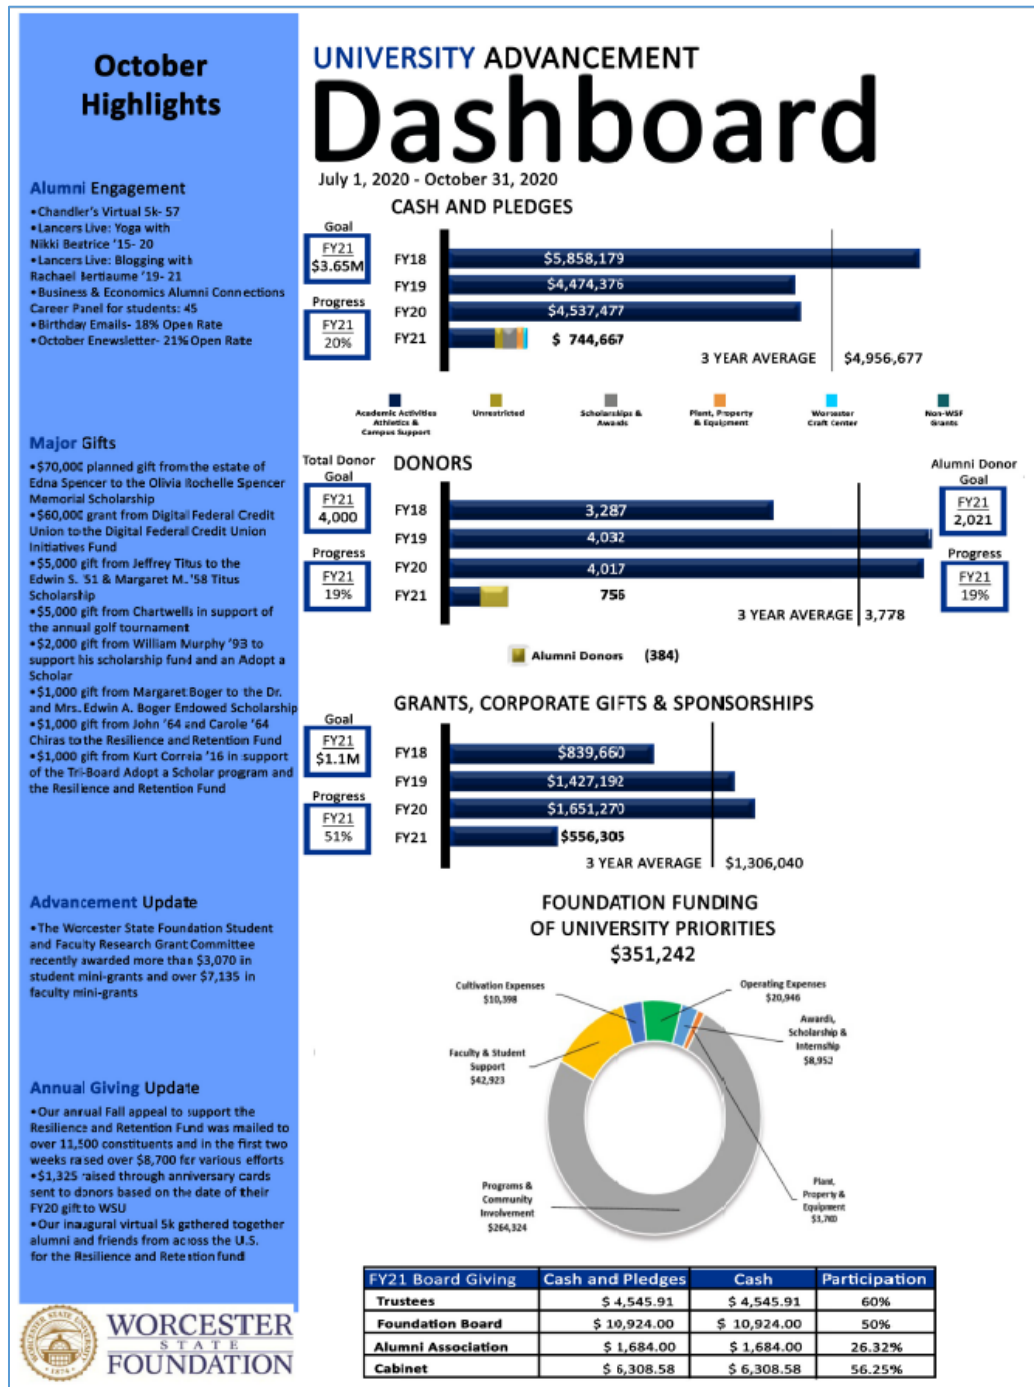 October
Highlights
Alumni Engagement
•Chandler's Virtual 5k- 57
•Lancers Live: Yoga with
Nikki Beatrice '15- 20
•Lancers Live: Blogging with
Rachael Bertiaume '19- 21
•Business & Economics Alumni Connections
Career Panel for students: 45
•Birthday Emails- 18% Open Rate
•October Enewsletter- 21% Open Rate
Major Gifts
•$70,000 planned gift from the estate of
Edna Spencer to the Olivia Rochelle Spencer
Memorial Scholarship
•$60,000 grant from Digital Federal Credit
Union to the Digital Federal Credit Union
Initiatives Fund
•$5,000 gift from Jeffrey Titus to the
Edwin S. '51 & Margaret M. '58 Titus
Scholarship
•$5,000 gift from Chartwells in support of
the annual golf tournament
•$2,000 gift from William Murphy '93 to
support his scholarship fund and an Adopt a
Scholar
•$1,000 gift from Margaret Boger to the Dr.
and Mrs. Edwin A. Boger Endowed Scholarship
•$1,000 gift from John '64 and Carole '64
Chiras to the Resilience and Retention Fund
•$1,000 gift from Kurt Correia '16 in support
of the Tri-Board Adopt a Scholar program and
the Resilience and Retention Fund
Advancement Update
•The Worcester State Foundation Student
and Faculty Research Grant Committee
recently awarded more than $3,070 in
student mini-grants and over $7,135 in
faculty mini-grants
Annual Giving Update
•Our annual Fall appeal to support the
Resilience and Retention Fund was mailed to
over 11,500 constituents and in the first two
weeks raised over $8,700 for various efforts
•$1,325 raised through anniversary cards
sent to donors based on the date of their
FY20 gift to WSU
•Our inaugural virtual 5k gathered together
alumni and friends from across the U.S.
for the Resilience and Retention fund
WORCESTER STATE UNIVERSITY
• 1874 •
WORCESTER
STATE
FOUNDATION
UNIVERSITY ADVANCEMENT
Dashboard
July 1, 2020 - October 31, 2020
CASH AND PLEDGES
Goal
FY21
$3.65M
Progress
FY21
20%
FY18 $5,858,179
FY19 $4,474,376
FY20 $4,537,477
FY21 $ 744,667
3 YEAR AVERAGE $4,956,677
Academic Activities
Athletics &
Campus Support
Unrestricted
Scholarships &
Awards
Plant, Property
& Equipment
Worcester
Craft Center
Non-WSF
Grants
Total Donor
Goal
FY21
4,000
Progress
FY21
19%
DONORS
FY18 3,287
FY19 4,032
FY20 4,017
FY21 756
3 YEAR AVERAGE 3,778
Alumni Donors (384)
Alumni Donor
Goal
FY21
2,021
Progress
FY21
19%
GRANTS, CORPORATE GIFTS & SPONSORSHIPS
Goal
FY21
$1.1M
Progress
FY21
51%
FY18 $839,660
FY19 $1,427,192
FY20 $1,651,270
FY21 $556,305
3 YEAR AVERAGE $1,306,040
FOUNDATION FUNDING
OF UNIVERSITY PRIORITIES
$351,242
Cultivation Expenses
$10,398
Operating Expenses
$20,946
Awards,
Scholarship &
Internship
$8,952
Faculty & Student
Support
$42,923
Programs &
Community
Involvement
$264,324
Plant,
Property &
Equipment
FY21 Board Giving Cash and Pledges Cash Participation
Trustees $ 4,545.91 $ 4,545.91 60%
Foundation Board $ 10,924.00 $ 10,924.00 50%
Alumni Association $ 1,684.00 $ 1,684.00 26.32%
Cabinet $ 6,308.58 $ 6,308.58 56.25%